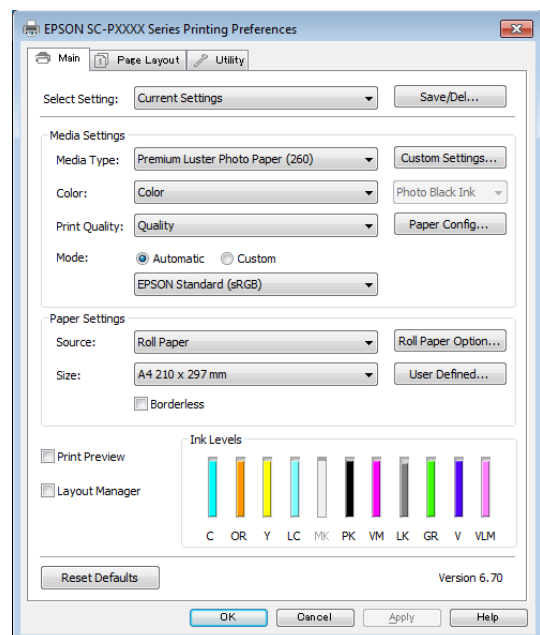 EPSON SC-PXXXX Series Printing Preferences
Main Page Layout Utility
Select Setting: Current Settings Save/Del...
Media Settings
Media Type: Premium Luster Photo Paper (260) Custom Settings...
Color: Color Photo Black Ink
Print Quality: Quality Paper Config...
Mode: Automatic Custom
EPSON Standard (sRGB)
Paper Settings
Source: Roll Paper Roll Paper Option...
Size: A4 210 x 297 mm User Defined...
Borderless
Ink Levels
Print Preview
Layout Manager
C OR Y LC MK PK VM LK GR V VLM
Reset Defaults Version 6.70
OK Cancel Apply Help